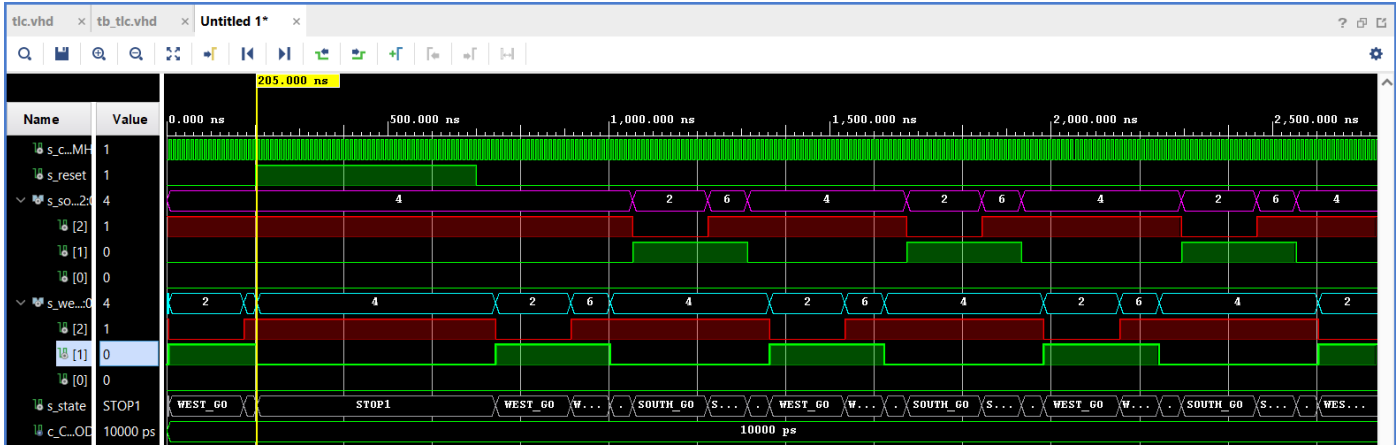 tlc.vhd × tb_tlc.vhd × Untitled 1* × ?
205.000 ns
Name Value 0.000 ns 500.000 ns 1,000.000 ns 1,500.000 ns 2,000.000 ns 2,500.000 ns
s_c...MH 1
s_reset 1
s_so...2:0 4 4 2 6 4 2 6 4 2 6 4
[2] 1
[1] 0
[0] 0
s_we...:0 4 2 4 2 6 4 2 6 4 2 6 4 2
[2] 1
[1] 0
[0] 0
s_state STOP1 WEST_GO . STOP1 WEST_GO W... . SOUTH_GO S... . WEST_GO W... . SOUTH_GO S... . WEST_GO W... . SOUTH_GO S... . WES...
c_C...OD 10000 ps 10000 ps